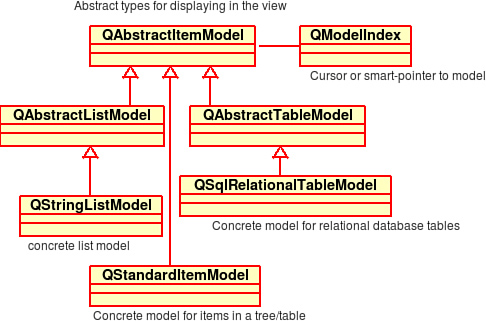 Abstract types for displaying in the view
QAbstractItemModel
QModelIndex
Cursor or smart-pointer to model
QAbstractListModel
QAbstractTableModel
QSqlRelationalTableModel
QStringListModel
Concrete model for relational database tables
concrete list model
QStandardItemModel
Concrete model for items in a tree/table